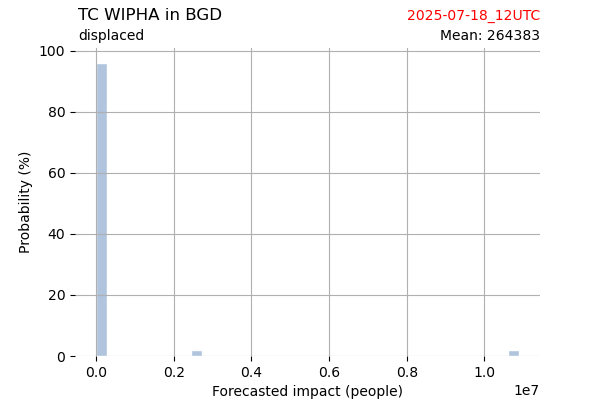 TC WIPHA in BGD
2025-07-18_12UTC
displaced
Mean: 264383
100
80
60
40
20
0
Probability (%)
0.0 0.2 0.4 0.6 0.8 1.0
1e7
Forecasted impact (people)